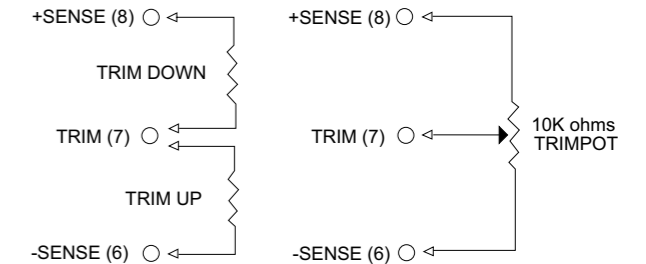 +SENSE (8)
TRIM DOWN
TRIM (7)
TRIM UP
-SENSE (6)
+SENSE (8)
TRIM (7)
10K ohms
TRIMPOT
-SENSE (6)